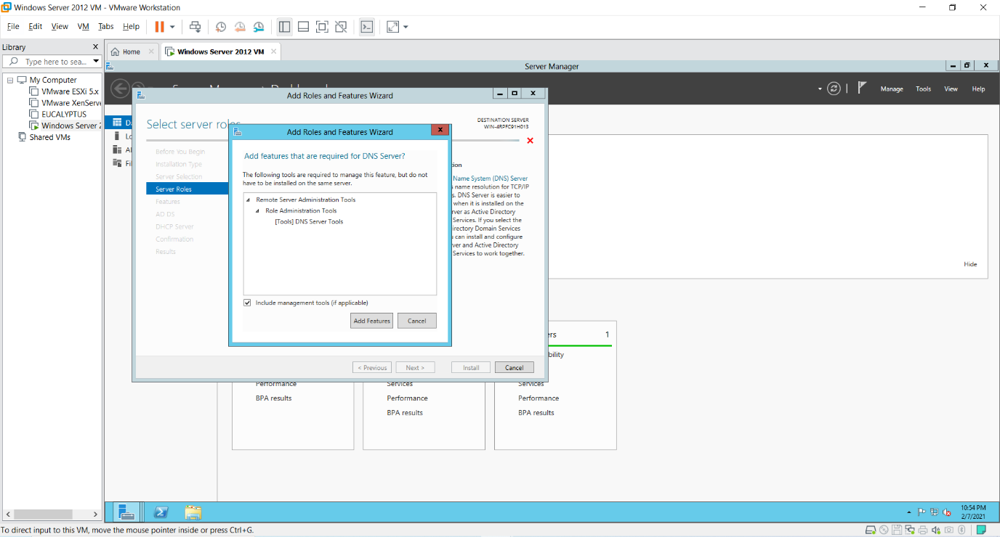 Windows Server 2012 VM - VMware Workstation
File Edit View VM Tabs Help
Library
Type here to sea...
My Computer
VMware ESXi 5.x
VMware XenServe
EUCALYPTUS
Windows Server 2
Shared VMs
Home
Windows Server 2012 VM
Server Manager
Manage Tools View Help
Add Roles and Features Wizard
Select server roles
DESTINATION SERVER
WIN-4RPFC91H013
Before You Begin
Installation Type
Server Selection
Server Roles
Features
AD DS
DHCP Server
Confirmation
Results
Add Roles and Features Wizard
Add features that are required for DNS Server?
The following tools are required to manage this feature, but do not
have to be installed on the same server.
Remote Server Administration Tools
Role Administration Tools
[Tools] DNS Server Tools
Include management tools (if applicable)
Add Features Cancel
tion
Name System (DNS) Server
s name resolution for TCP/IP
s. DNS Server is easier to
when it is installed on the
rver as Active Directory
Services. If you select the
irectory Domain Services
u can install and configure
ver and Active Directory
Services to work together.
< Previous Next > Install Cancel
Hide
ers 1
bility
Performance
BPA results
Services
Performance
BPA results
Services
Performance
BPA results
10:54 PM
2/7/2021
To direct input to this VM, move the mouse pointer inside or press Ctrl+G.